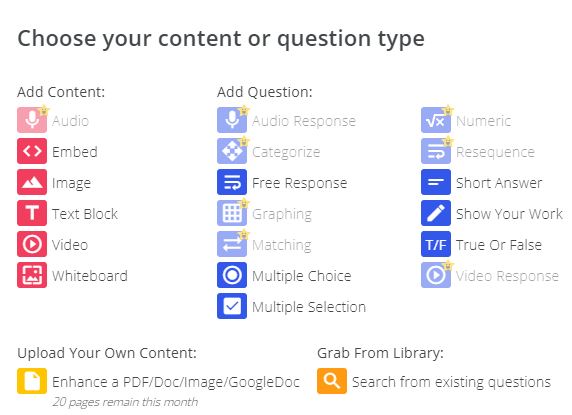 Choose your content or question type
Add Content:
Audio
Embed
Image
Text Block
Video
Whiteboard
Add Question:
Audio Response
Categorize
Free Response
Graphing
Matching
Multiple Choice
Multiple Selection
Numeric
Resequence
Short Answer
Show Your Work
T/F True Or False
Video Response
Upload Your Own Content:
Enhance a PDF/Doc/Image/GoogleDoc
20 pages remain this month
Grab From Library:
Search from existing questions